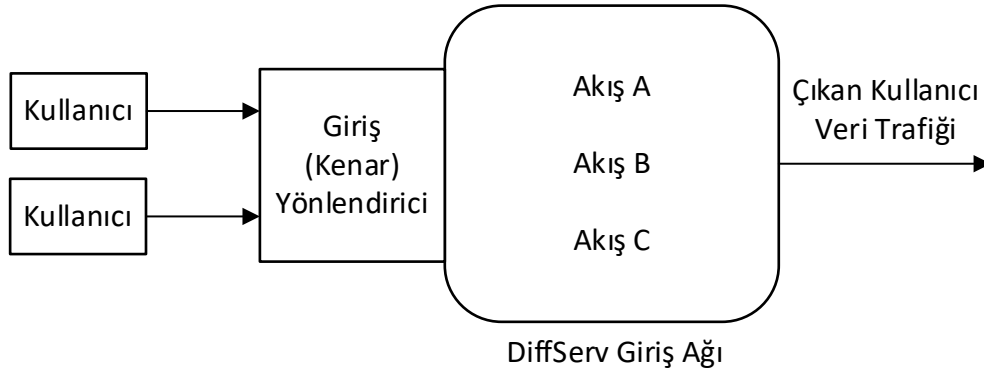 Kullanıcı
Kullanıcı
Giriş
(Kenar)
Yönlendirici
Akış A
Akış B
Akış C
Çıkan Kullanıcı
Veri Trafiği
DiffServ Giriş Ağı